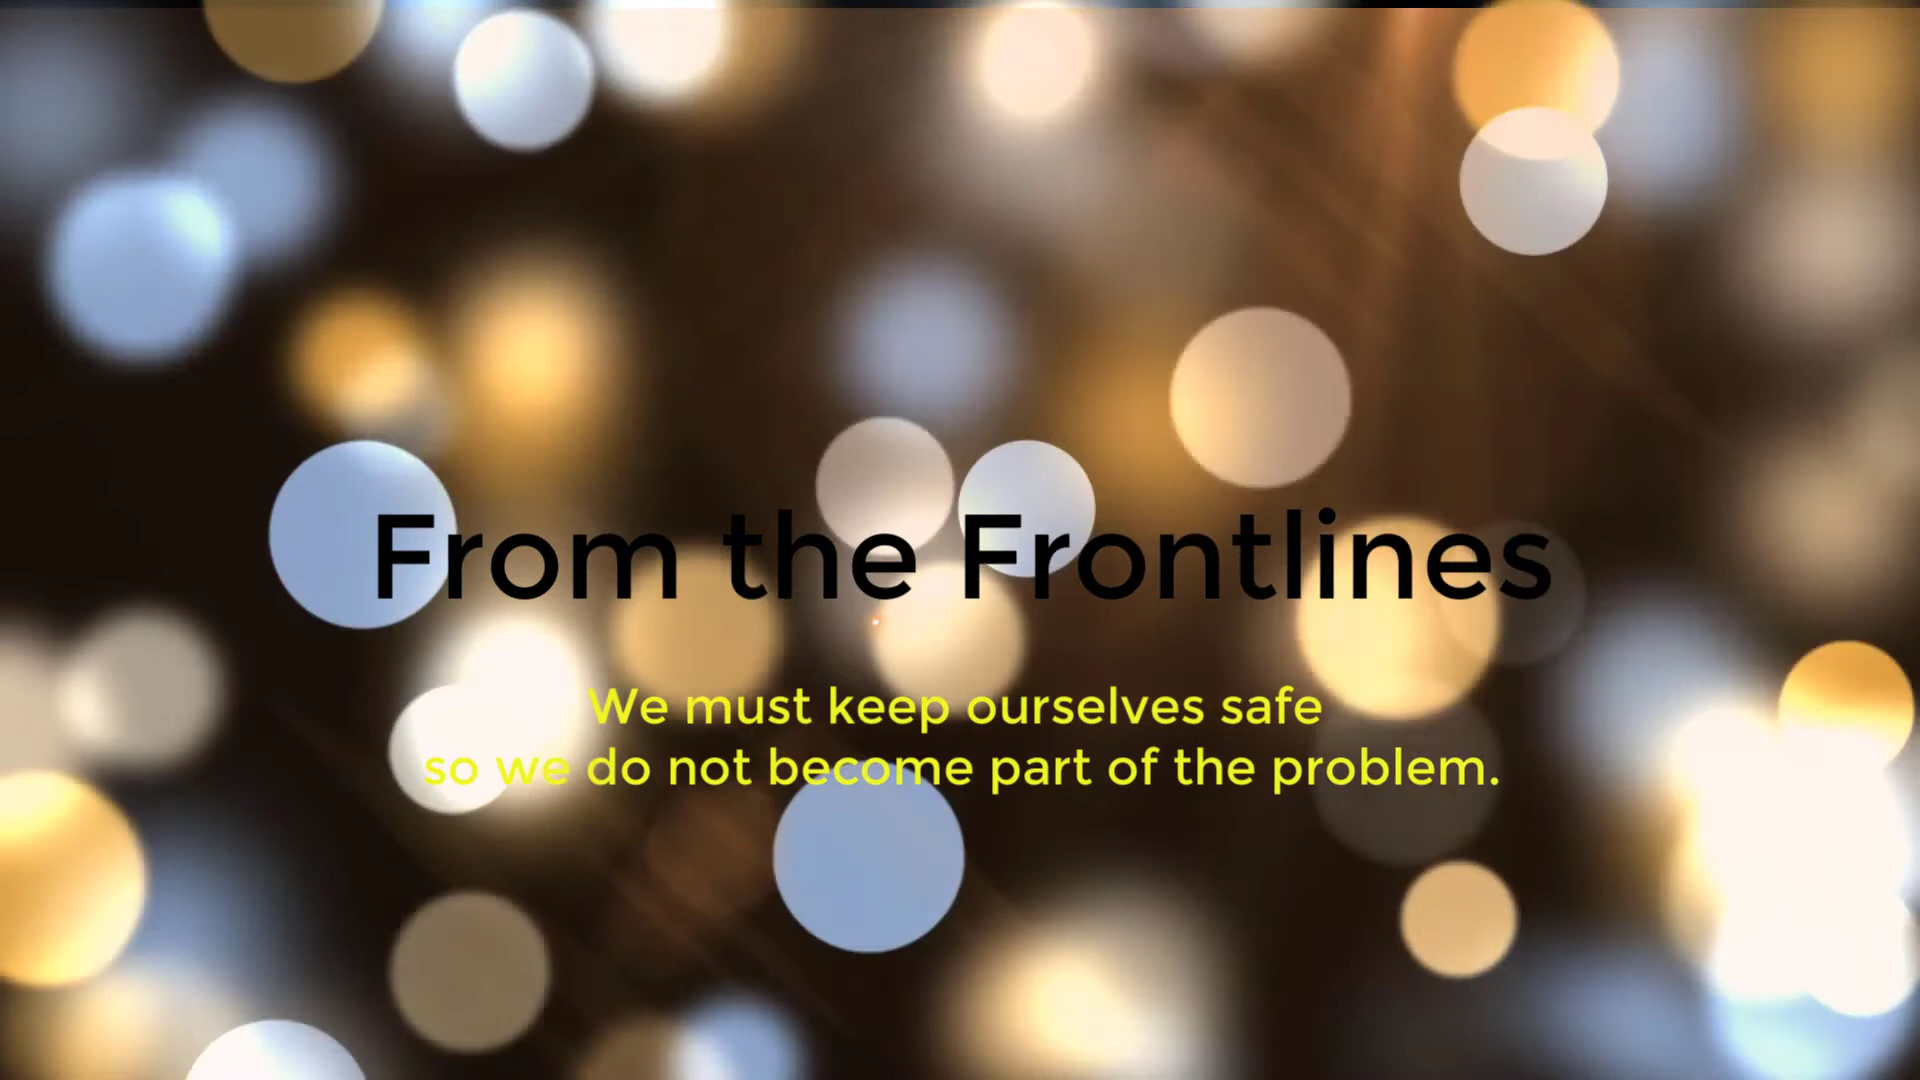 From the Frontlines
We must keep ourselves safe
so we do not become part of the problem.